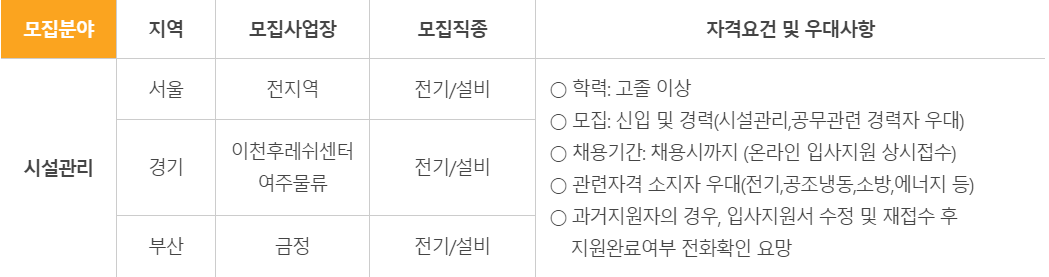 모집분야 지역 모집사업장 모집직종 자격요건 및 우대사항
시설관리
서울 전지역 전기/설비
경기 이천후레쉬센터
여주물류 전기/설비
부산 금정 전기/설비
○ 학력: 고졸 이상
○ 모집: 신입 및 경력(시설관리,공무관련 경력자 우대)
○ 채용기간: 채용시까지 (온라인 입사지원 상시접수)
○ 관련자격 소지자 우대(전기,공조냉동,소방,에너지 등)
○ 과거지원자의 경우, 입사지원서 수정 및 재접수 후
지원완료여부 전화확인 요망